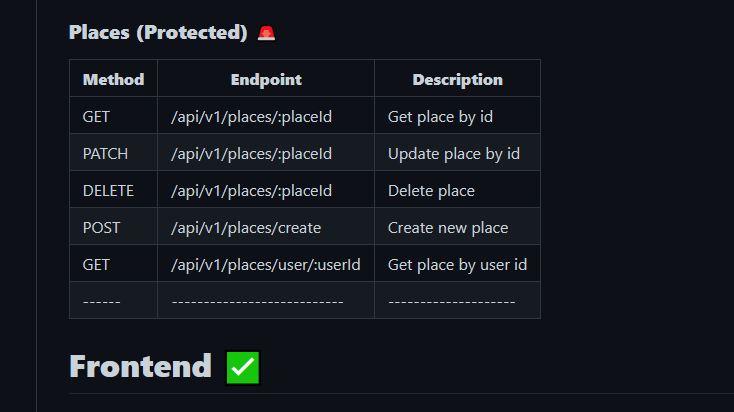 Places (Protected) 🚨
Method Endpoint Description
GET /api/v1/places/:placeId Get place by id
PATCH /api/v1/places/:placeId Update place by id
DELETE /api/v1/places/:placeId Delete place
POST /api/v1/places/create Create new place
GET /api/v1/places/user/:userId Get place by user id
------ --------------------------- --------------------
Frontend ✅